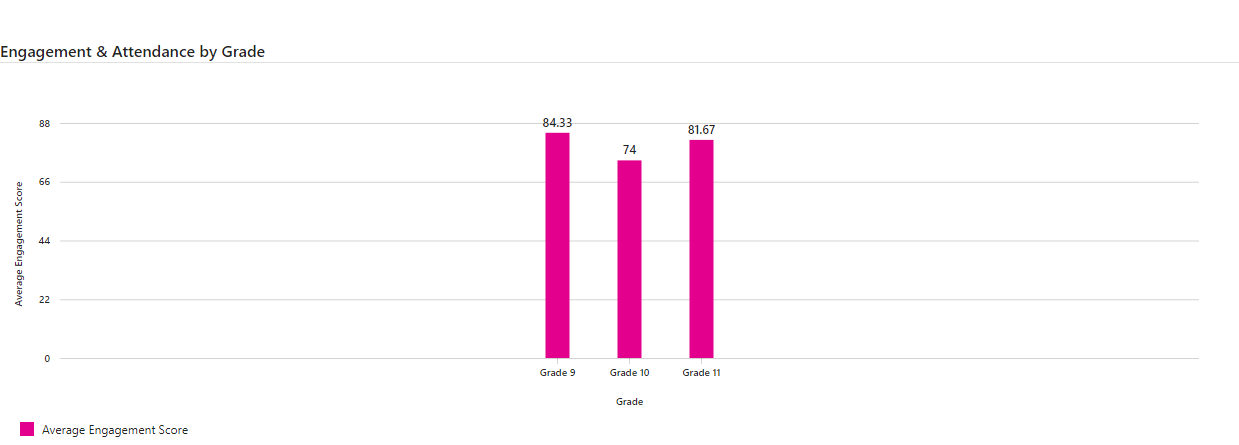 Engagement & Attendance by Grade
88
66
44
22
0
Average Engagement Score
84.33
74
81.67
Grade 9
Grade 10
Grade 11
Grade
Average Engagement Score